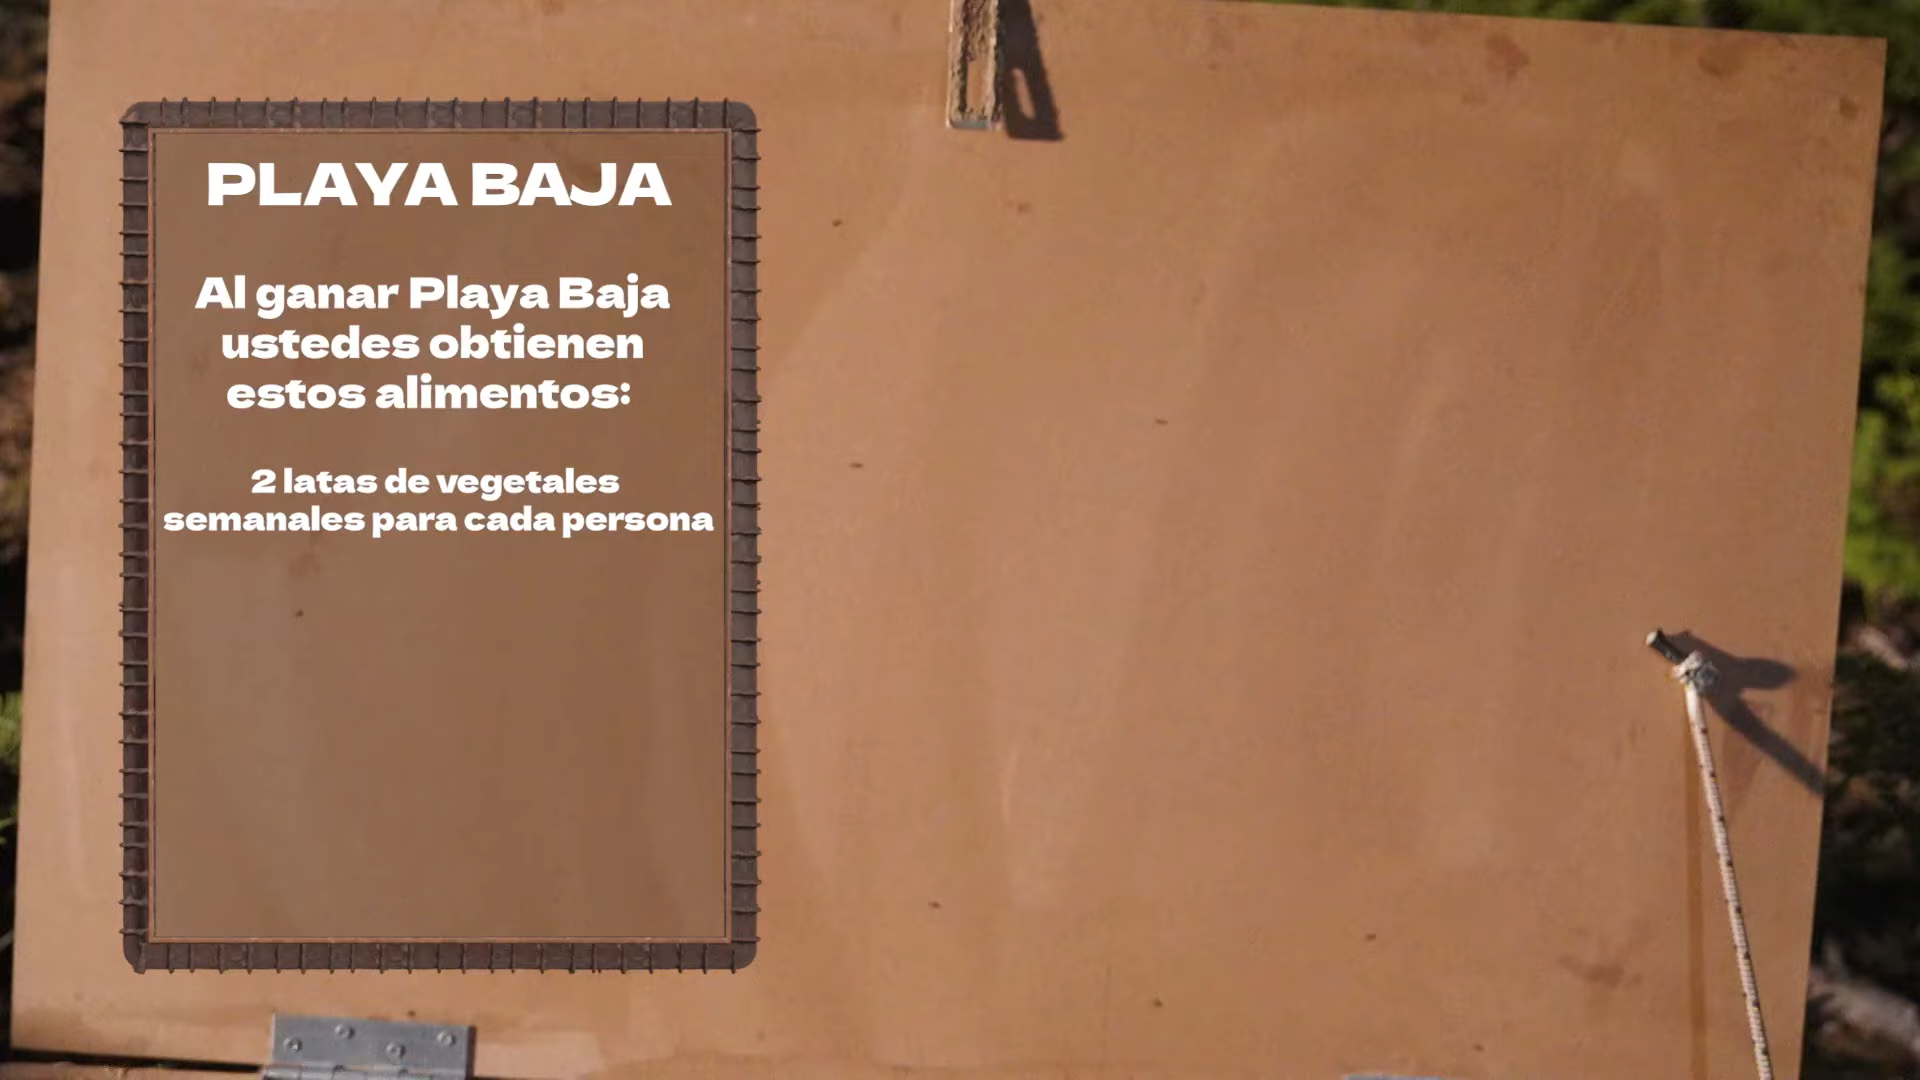 PLAYA BAJA
Al ganar Playa Baja
ustedes obtienen
estos alimentos:
2 latas de vegetales
semanales para cada persona